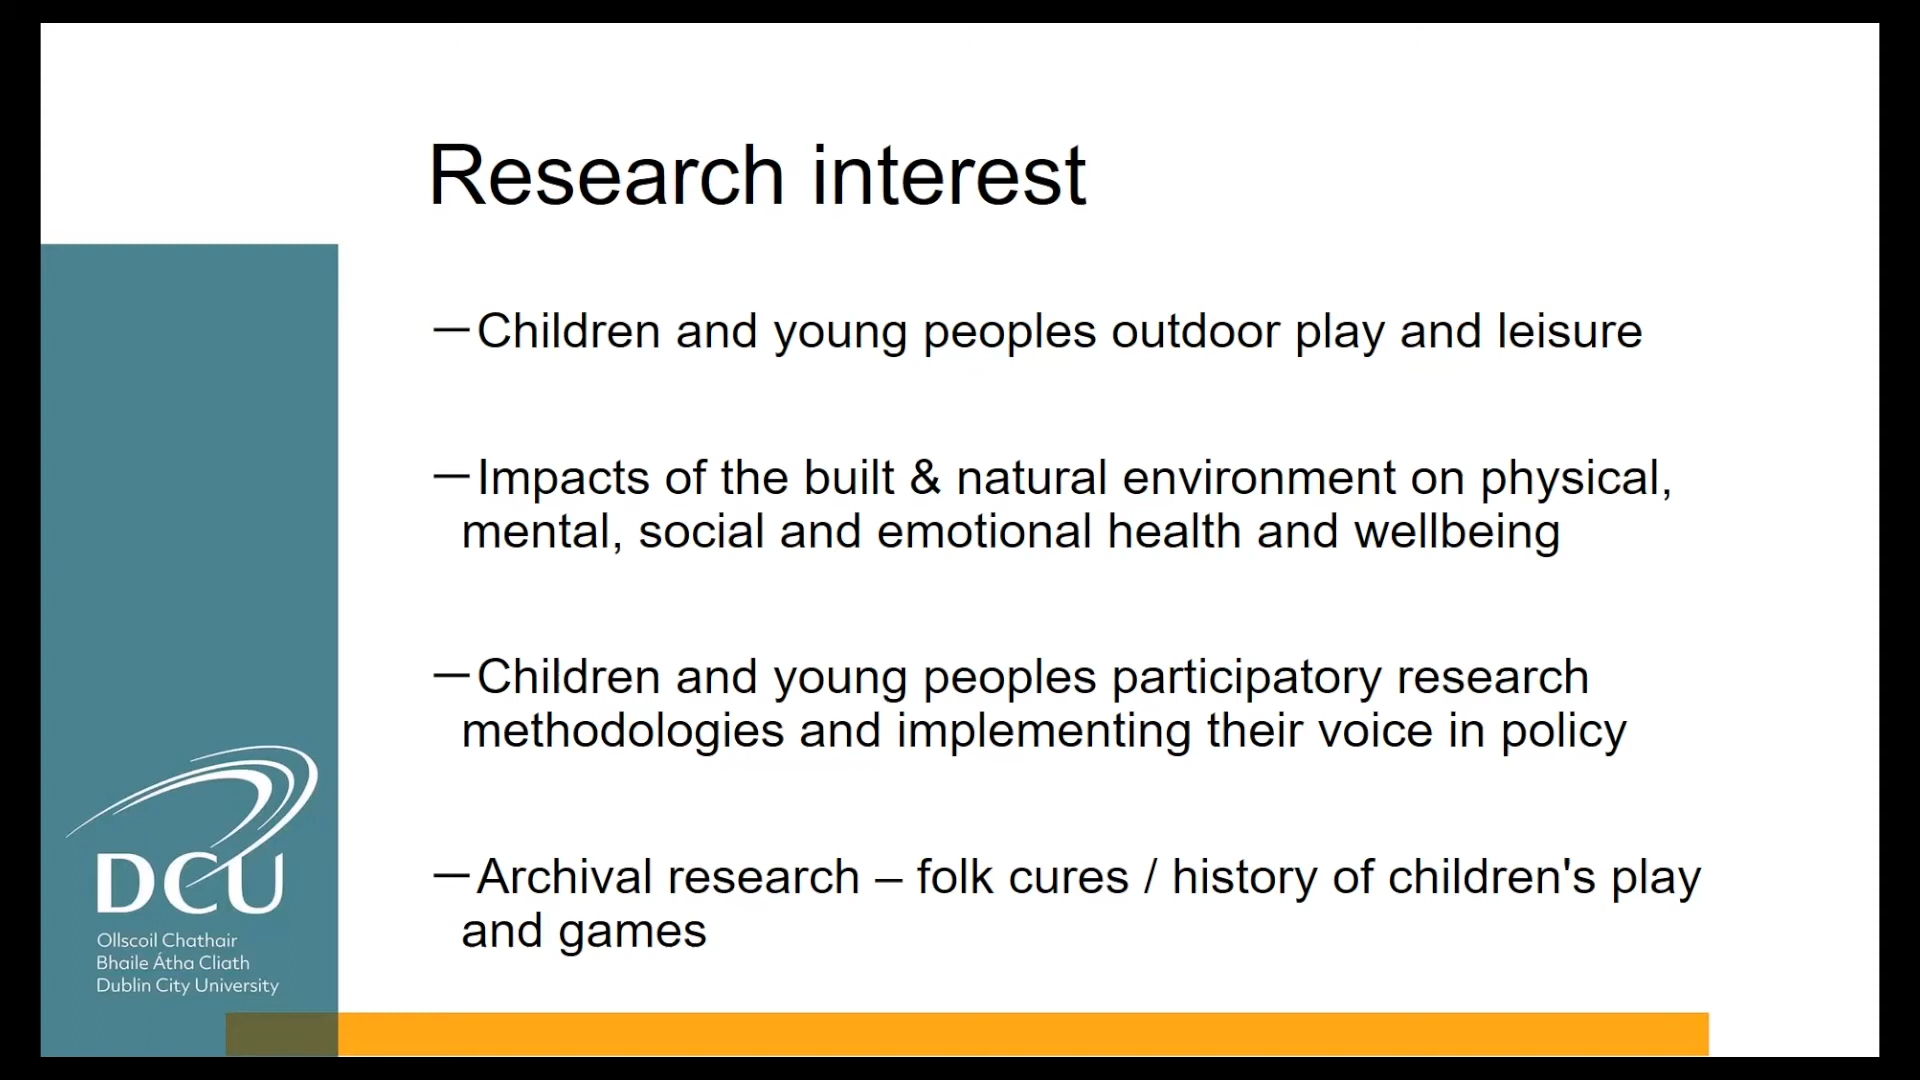 Research interest
—Children and young peoples outdoor play and leisure
—Impacts of the built & natural environment on physical,
mental, social and emotional health and wellbeing
—Children and young peoples participatory research
methodologies and implementing their voice in policy
—Archival research – folk cures / history of children's play
and games
DCU
Ollscoil Chathair
Bhaile Átha Cliath
Dublin City University